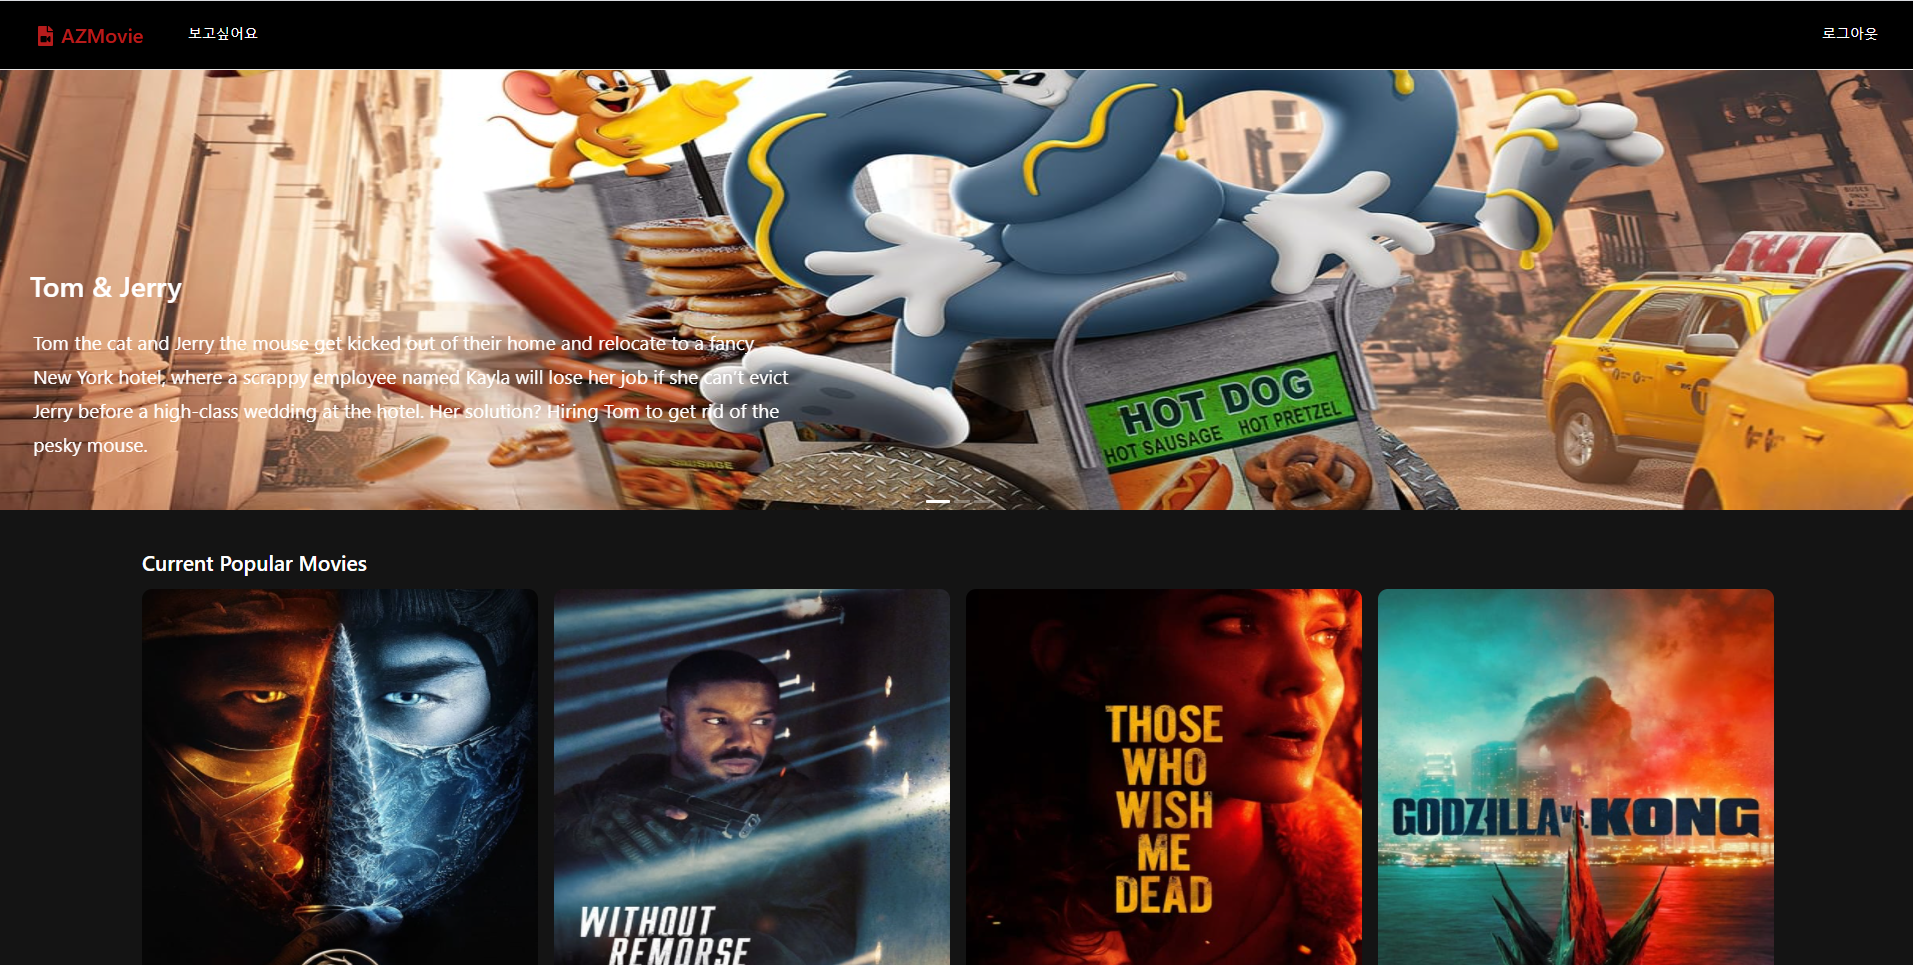 AZMovie
보고싶어요
로그아웃
BUSES
ONLY
Tom & Jerry
Tom the cat and Jerry the mouse get kicked out of their home and relocate to a fancy
New York hotel, where a scrappy employee named Kayla will lose her job if she can't evict
Jerry before a high-class wedding at the hotel. Her solution? Hiring Tom to get rid of the
pesky mouse.
HOT DOG
HOT SAUSAGE HOT PRETZEL
SAUSAGE
Current Popular Movies
WITHOUT
REMORSE
THOSE
WHO
WISH
ME
DEAD
GODZILLA VS. KONG